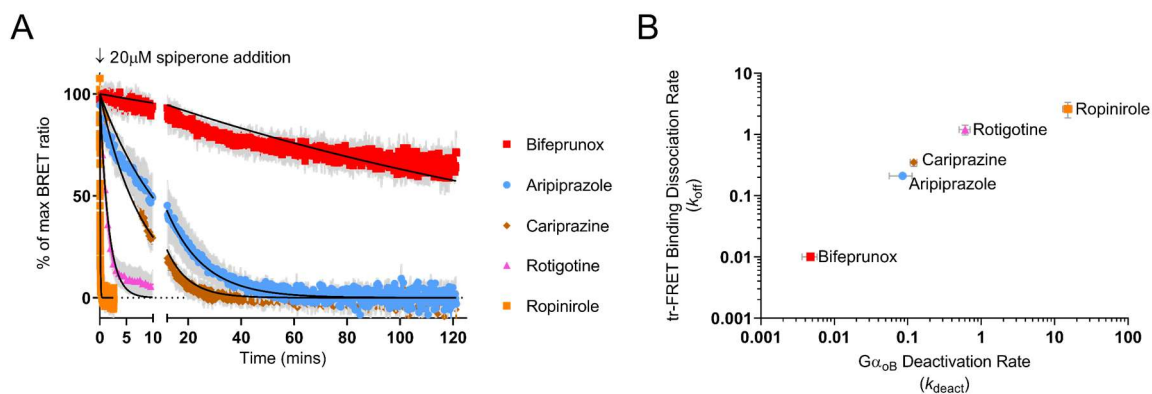 A
↓ 20μM spiperone addition
% of max BRET ratio
100
50
0
0 5 10 20 40 60 80 100 120
Time (mins)
Bifeprunox
Aripiprazole
Cariprazine
Rotigotine
Ropinirole
B
tr-FRET Binding Dissociation Rate
(koff)
10
1
0.1
0.01
0.001
Ropinirole
Rotigotine
Cariprazine
Aripiprazole
Bifeprunox
0.001 0.01 0.1 1 10 100
GαoB Deactivation Rate
(kdeact)